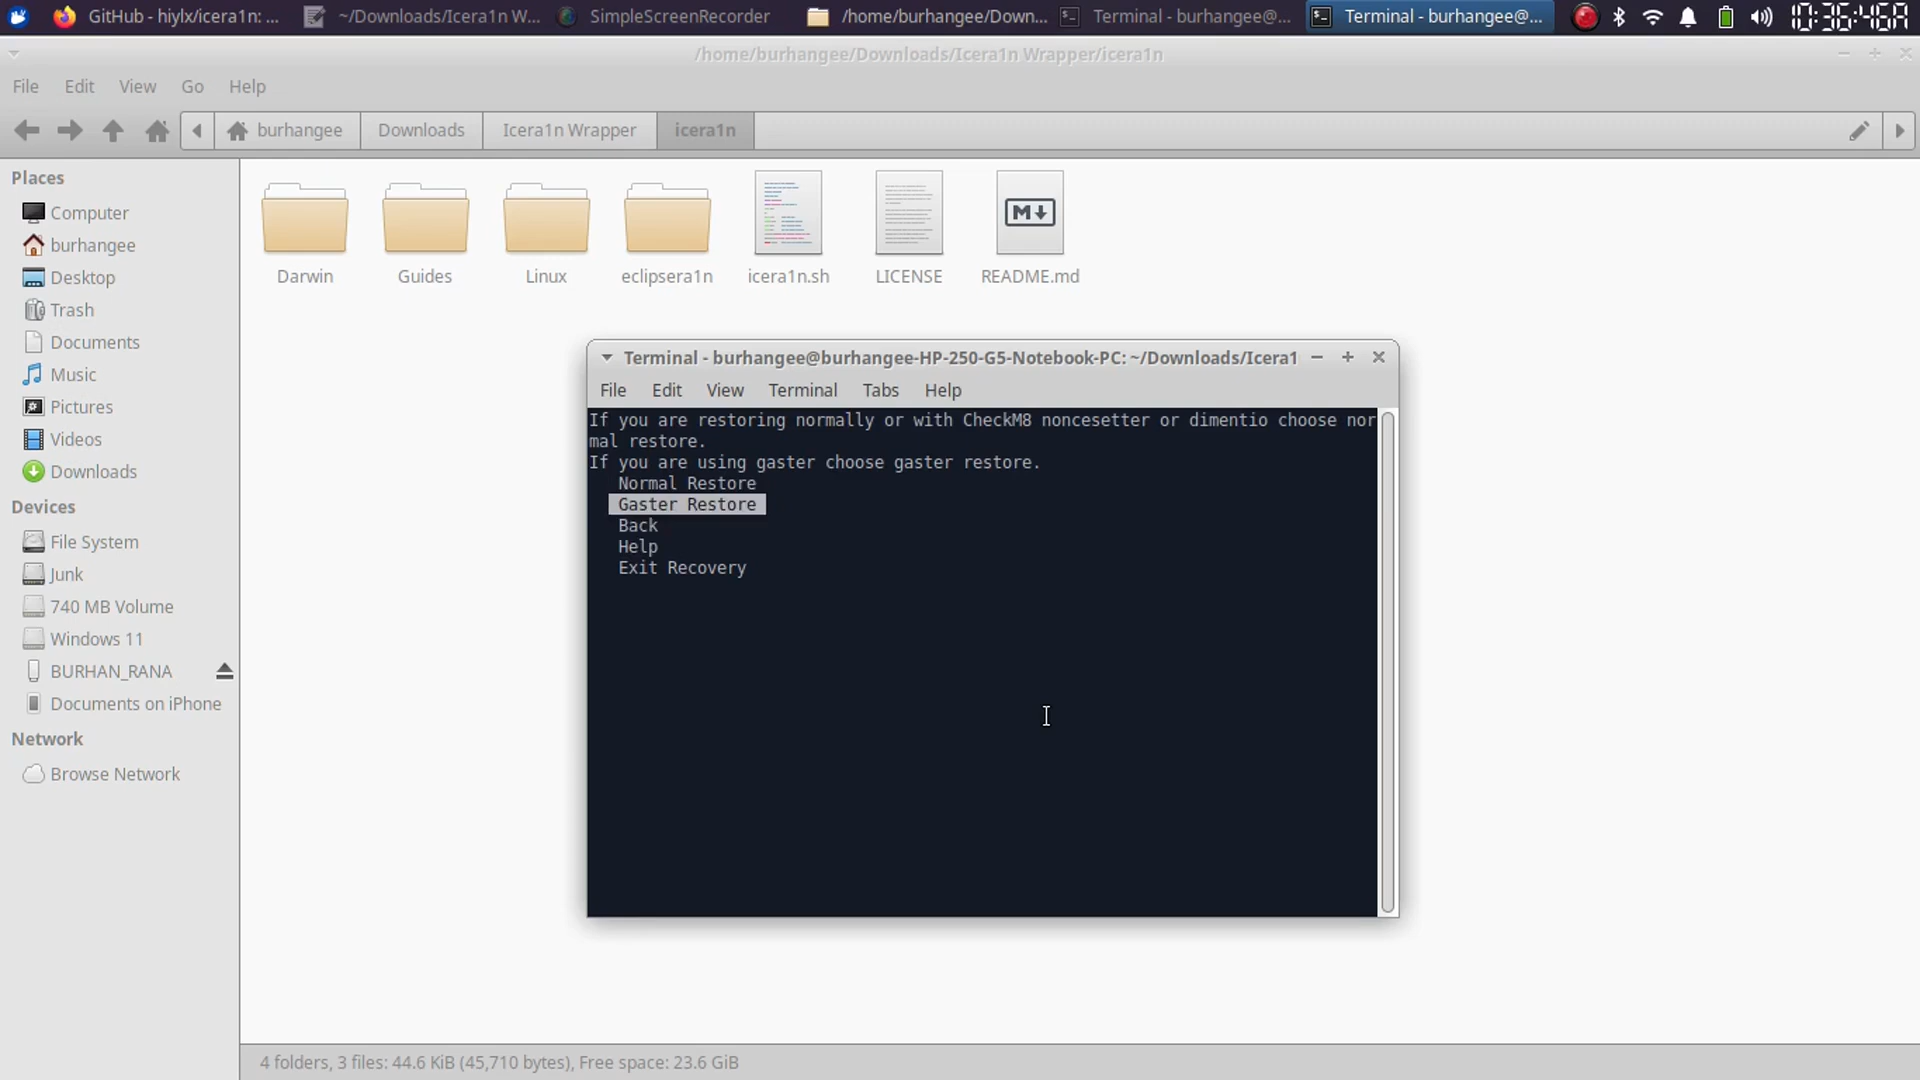 GitHub - hiylx/icera1n: ...
~/Downloads/Icera1n W...
SimpleScreenRecorder
/home/burhangee/Down...
Terminal - burhangee@...
Terminal - burhangee@...
10:36:46A
/home/burhangee/Downloads/Icera1n Wrapper/icera1n
File Edit View Go Help
burhangee Downloads Icera1n Wrapper icera1n
Places
Computer
burhangee
Desktop
Trash
Documents
Music
Pictures
Videos
Downloads
Devices
File System
Junk
740 MB Volume
Windows 11
BURHAN_RANA
Documents on iPhone
Network
Browse Network
M
Darwin Guides Linux eclipsera1n icera1n.sh LICENSE README.md
Terminal - burhangee@burhangee-HP-250-G5-Notebook-PC: ~/Downloads/Icera1
File Edit View Terminal Tabs Help
If you are restoring normally or with CheckM8 noncesetter or dimentio choose nor
mal restore.
If you are using gaster choose gaster restore.
Normal Restore
Gaster Restore
Back
Help
Exit Recovery
4 folders, 3 files: 44.6 KiB (45,710 bytes), Free space: 23.6 GiB